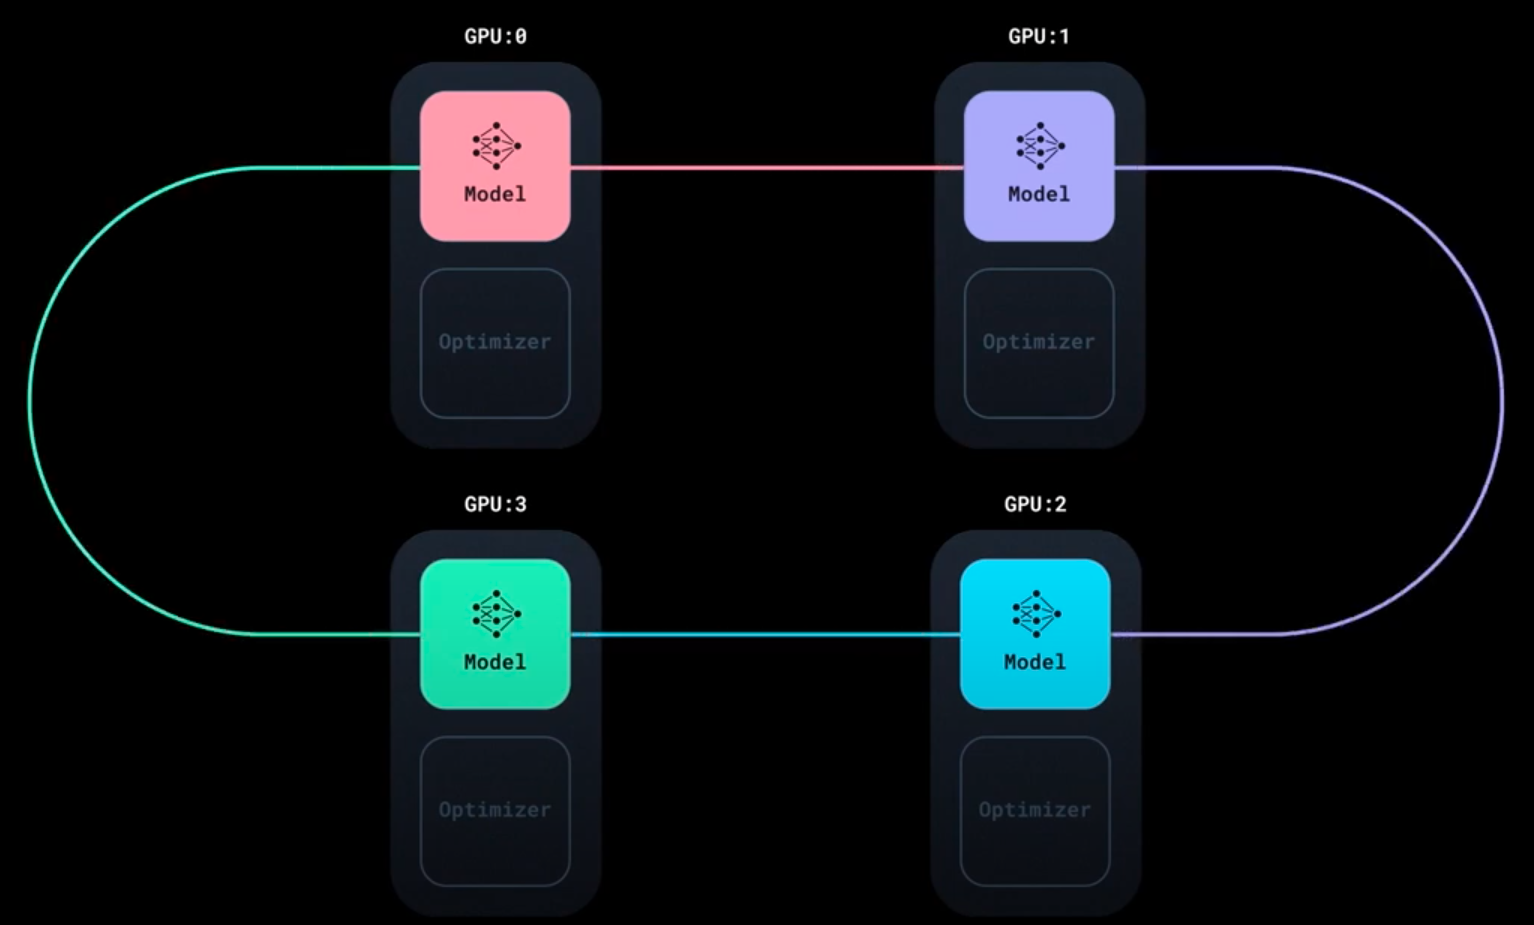 GPU:0
GPU:1
Model
Model
Optimizer
Optimizer
GPU:3
GPU:2
Model
Model
Optimizer
Optimizer